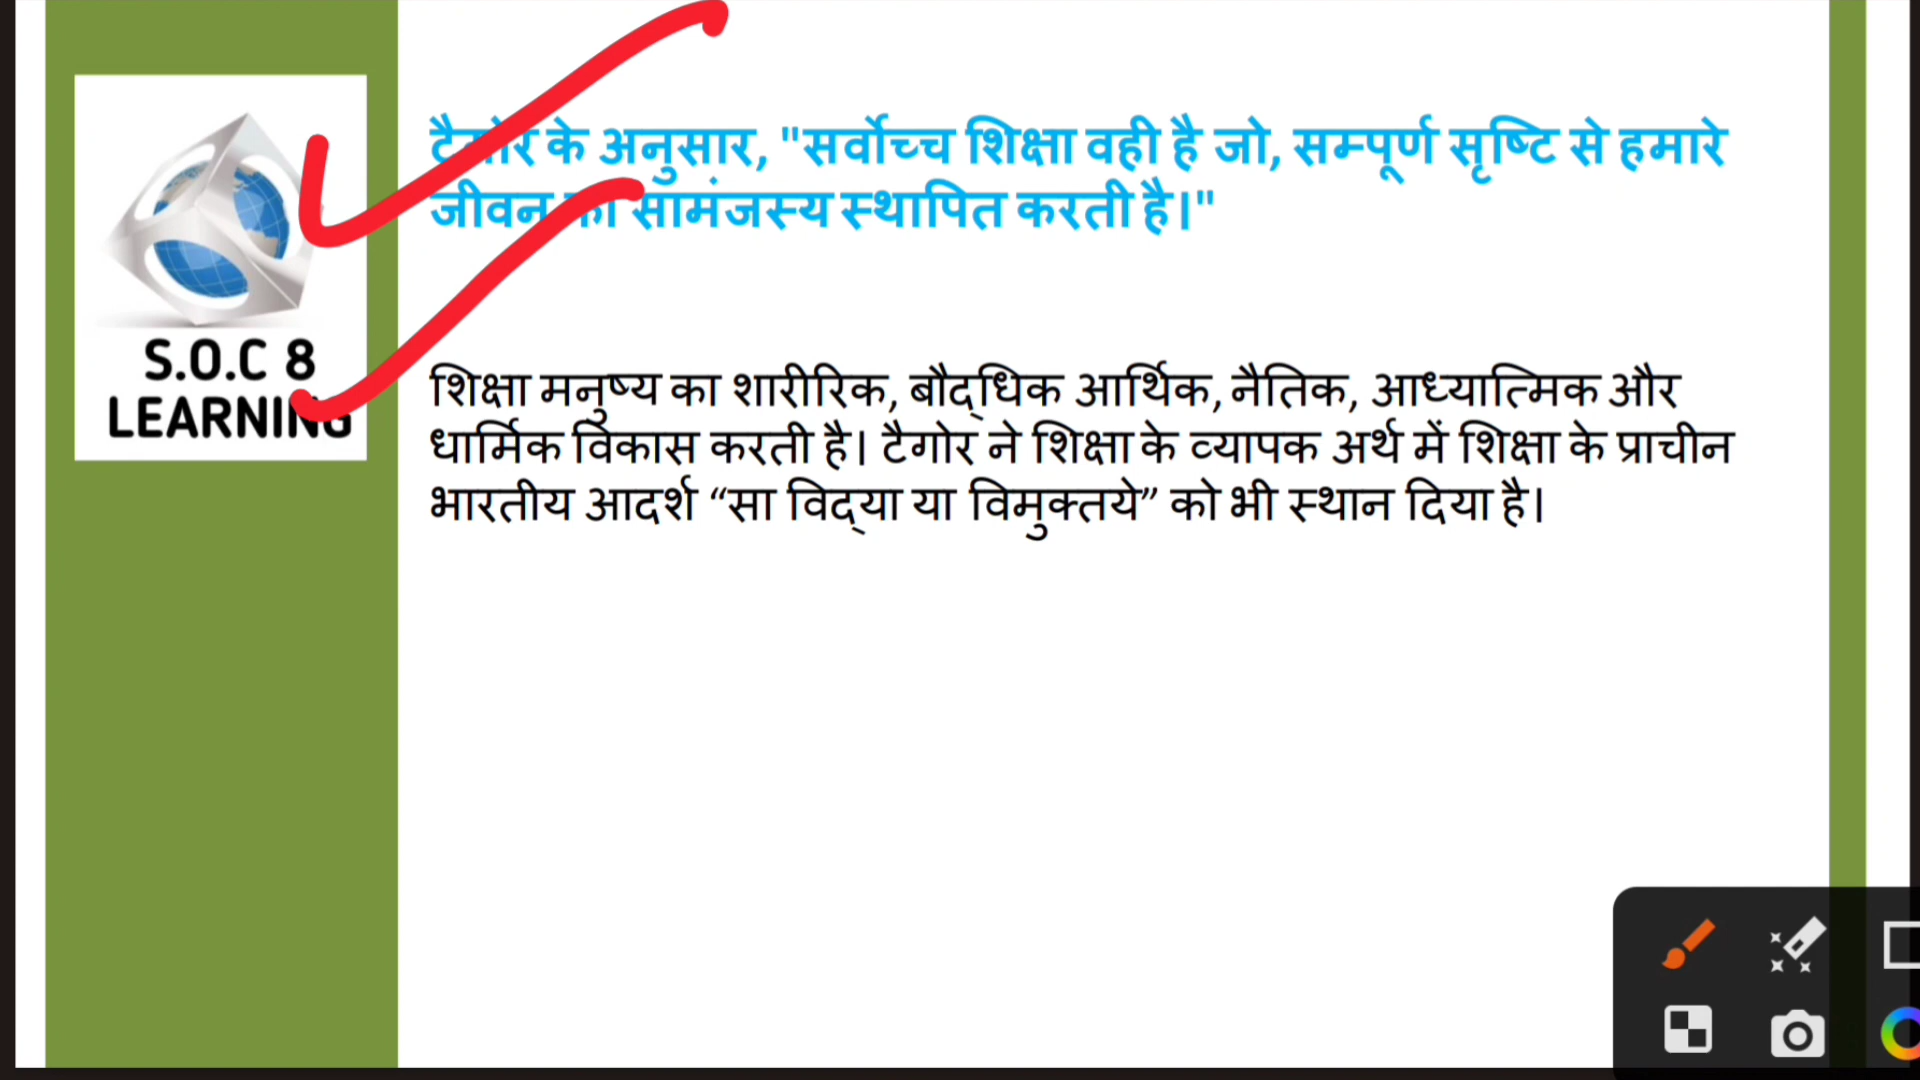 S.O.C 8
LEARNING
टैगोर के अनुसार, "सर्वोच्च शिक्षा वही है जो, सम्पूर्ण सृष्टि से हमारे
जीवन का सामंजस्य स्थापित करती है।"
शिक्षा मनुष्य का शारीरिक, बौद्धिक आर्थिक, नैतिक, आध्यात्मिक और
धार्मिक विकास करती है। टैगोर ने शिक्षा के व्यापक अर्थ में शिक्षा के प्राचीन
भारतीय आदर्श “सा विद्या या विमुक्तये” को भी स्थान दिया है।